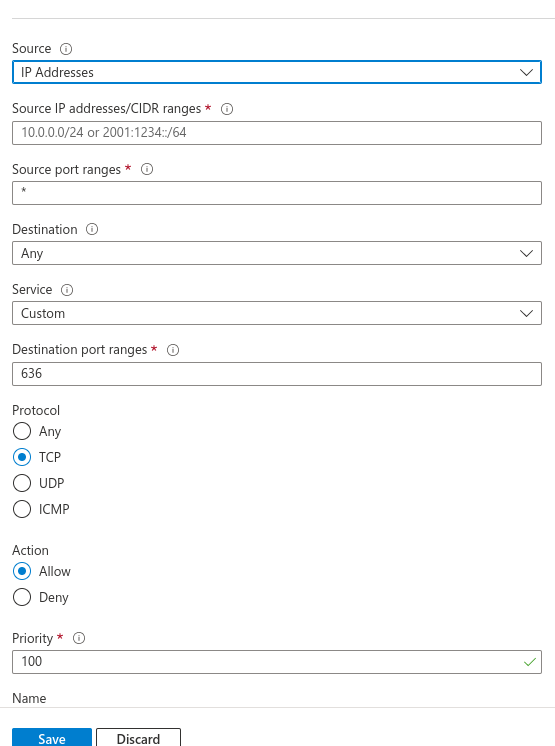 Source
IP Addresses
Source IP addresses/CIDR ranges *
10.0.0.0/24 or 2001:1234::/64
Source port ranges *
*
Destination
Any
Service
Custom
Destination port ranges *
636
Protocol
Any
TCP
UDP
ICMP
Action
Allow
Deny
Priority *
100
Name
Save Discard